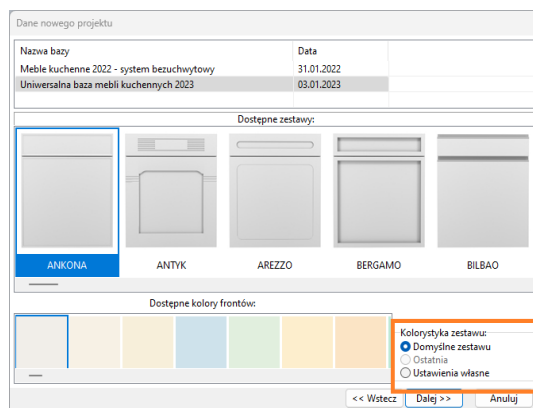 Dane nowego projektu
Nazwa bazy Data
Meble kuchenne 2022 - system bezuchwytowy 31.01.2022
Uniwersalna baza mebli kuchennych 2023 03.01.2023
Dostępne zestawy:
ANKONA ANTYK AREZZO BERGAMO BILBAO
Dostępne kolory frontów:
Kolorystyka zestawu:
Domyślne zestawu
Ostatnia
Ustawienia własne
<< Wstecz Dalej >> Anuluj